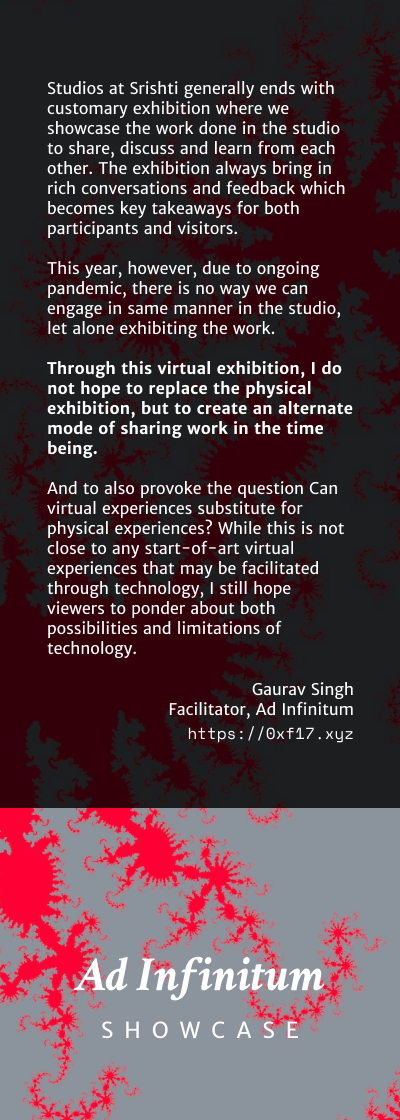 Studios at Srishti generally ends with
customary exhibition where we
showcase the work done in the studio
to share, discuss and learn from each
other. The exhibition always bring in
rich conversations and feedback which
becomes key takeaways for both
participants and visitors.
This year, however, due to ongoing
pandemic, there is no way we can
engage in same manner in the studio,
let alone exhibiting the work.
Through this virtual exhibition, I do
not hope to replace the physical
exhibition, but to create an alternate
mode of sharing work in the time
being.
And to also provoke the question Can
virtual experiences substitute for
physical experiences? While this is not
close to any start-of-art virtual
experiences that may be facilitated
through technology, I still hope
viewers to ponder about both
possibilities and limitations of
technology.
Gaurav Singh
Facilitator, Ad Infinitum
https://0xf17.xyz
Ad Infinitum
SHOWCASE